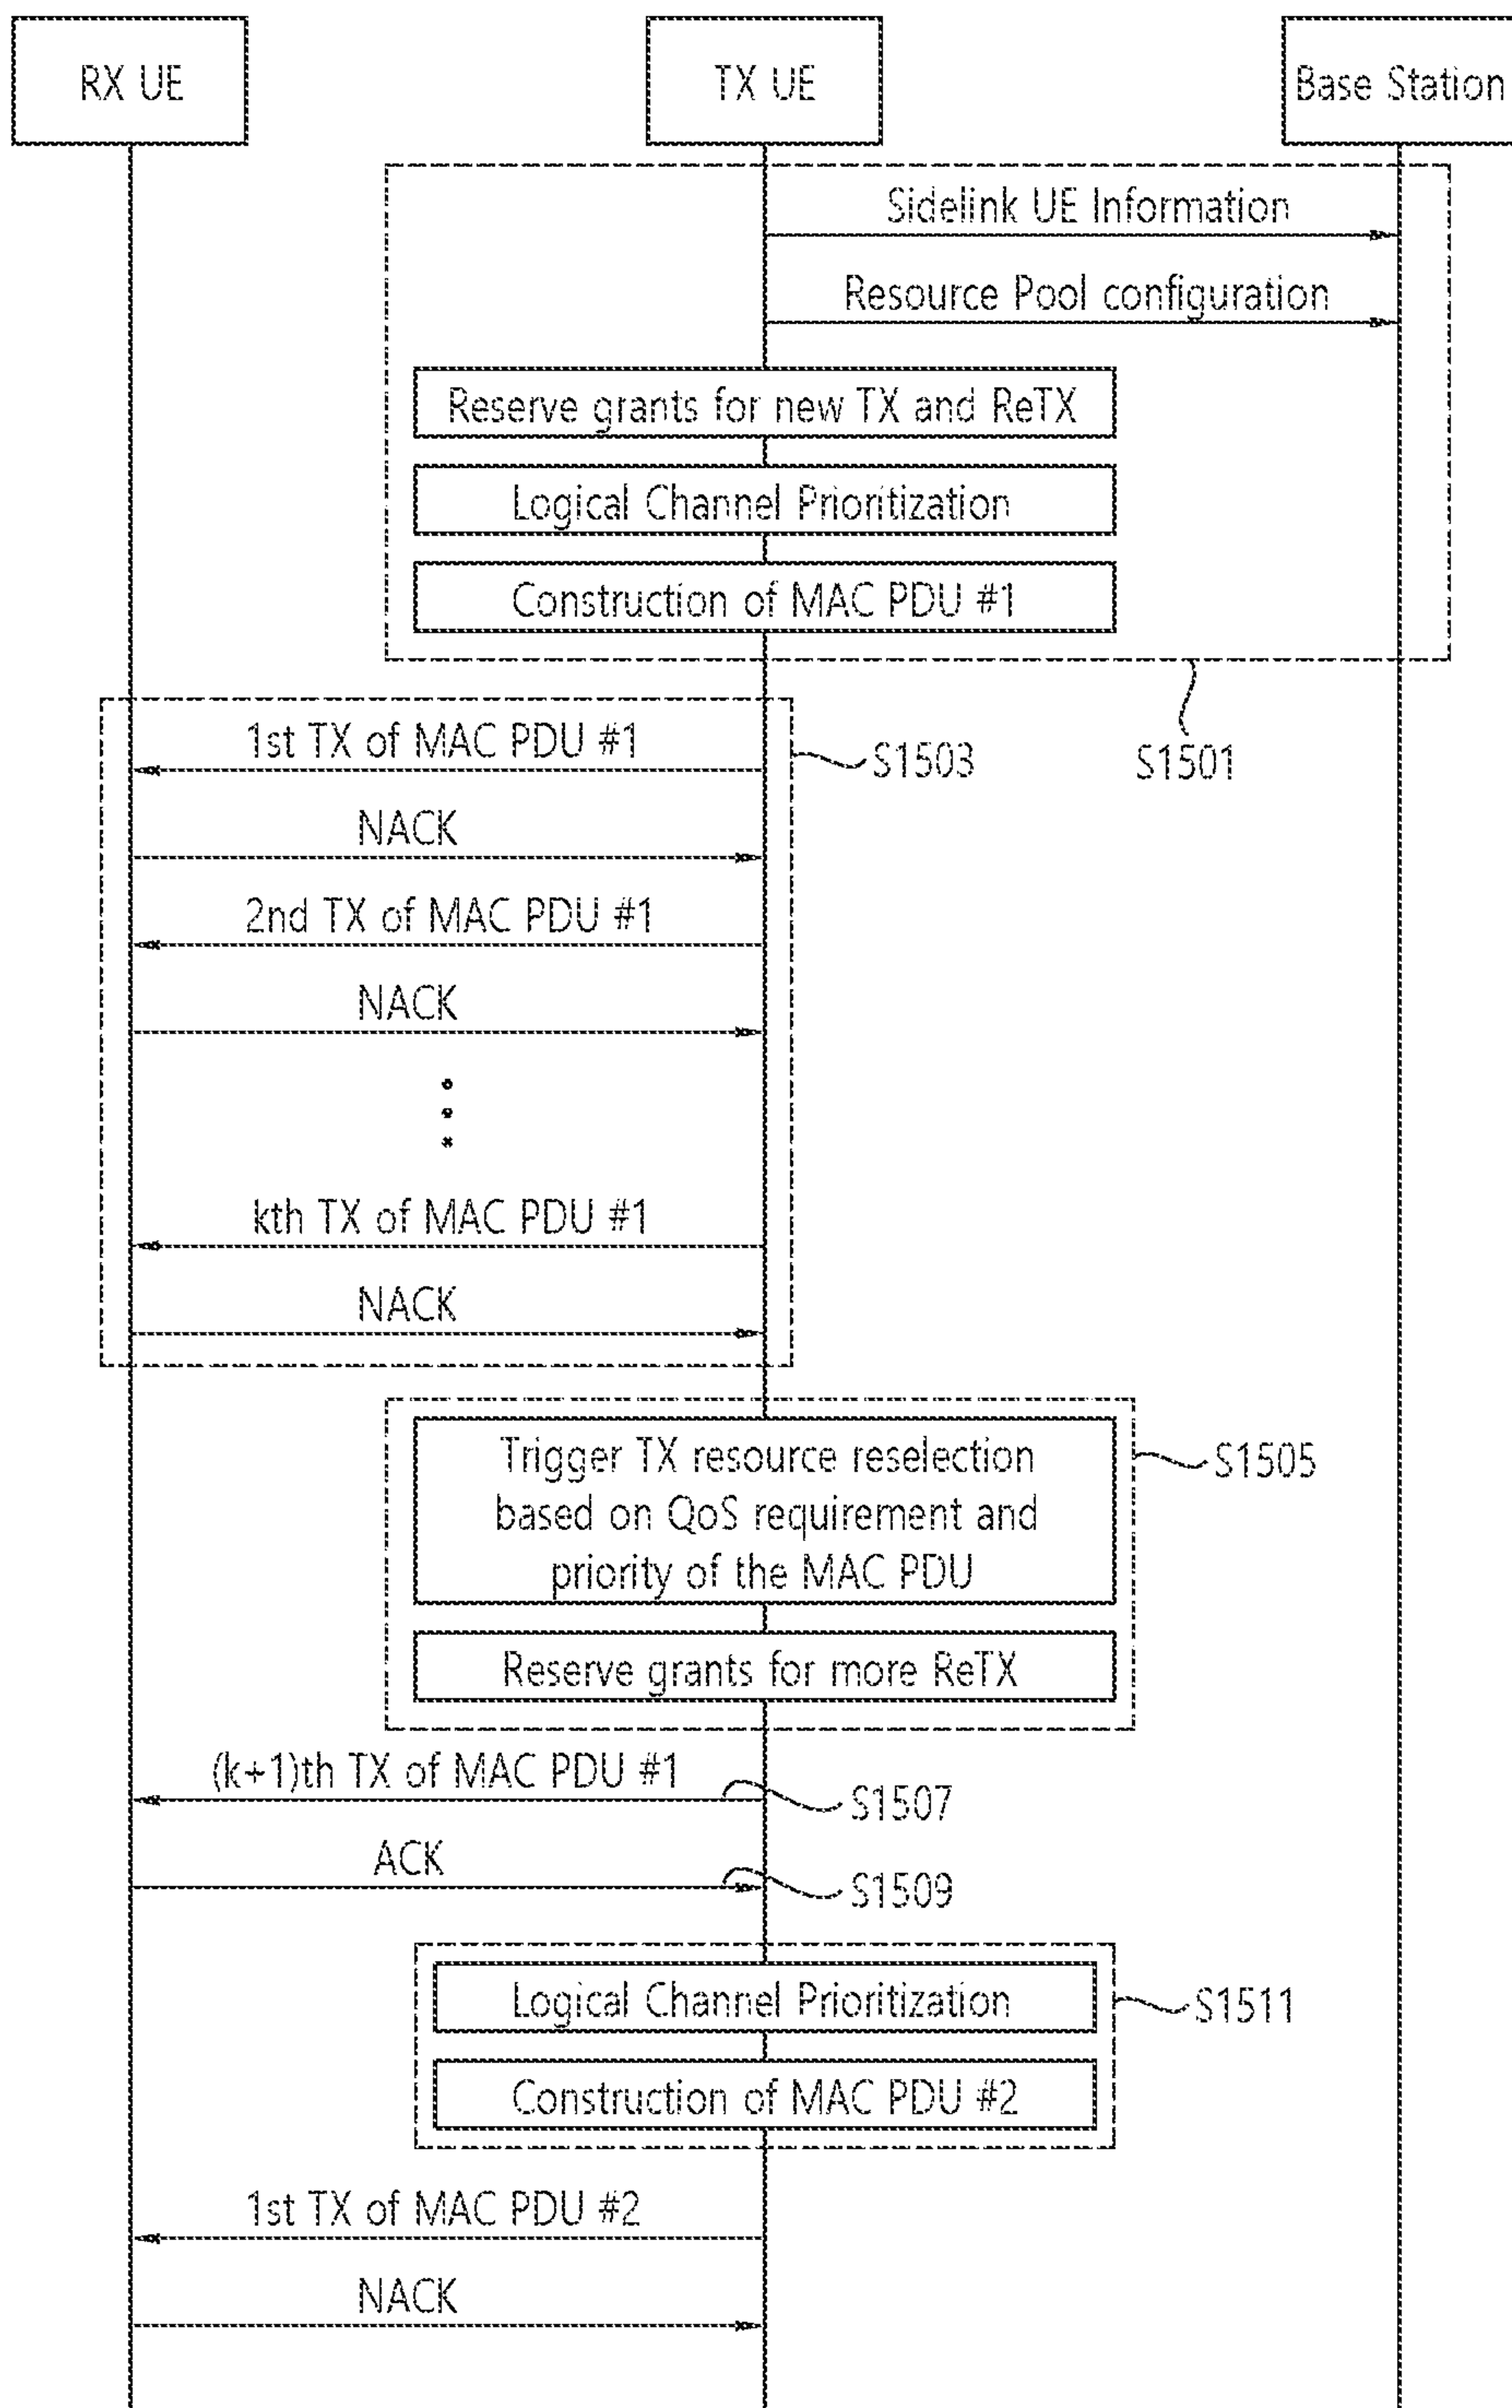 RX UE
TX UE
Base Station
Sidelink UE Information
Resource Pool configuration
Reserve grants for new TX and ReTX
Logical Channel Prioritization
Construction of MAC PDU #1
1st TX of MAC PDU #1
S1503
S1501
NACK
2nd TX of MAC PDU #1
NACK
kth TX of MAC PDU #1
NACK
Trigger TX resource reselection
based on QoS requirement and
priority of the MAC PDU
S1505
Reserve grants for more ReTX
(k+1)th TX of MAC PDU #1
S1507
ACK
S1509
Logical Channel Prioritization
S1511
Construction of MAC PDU #2
1st TX of MAC PDU #2
NACK